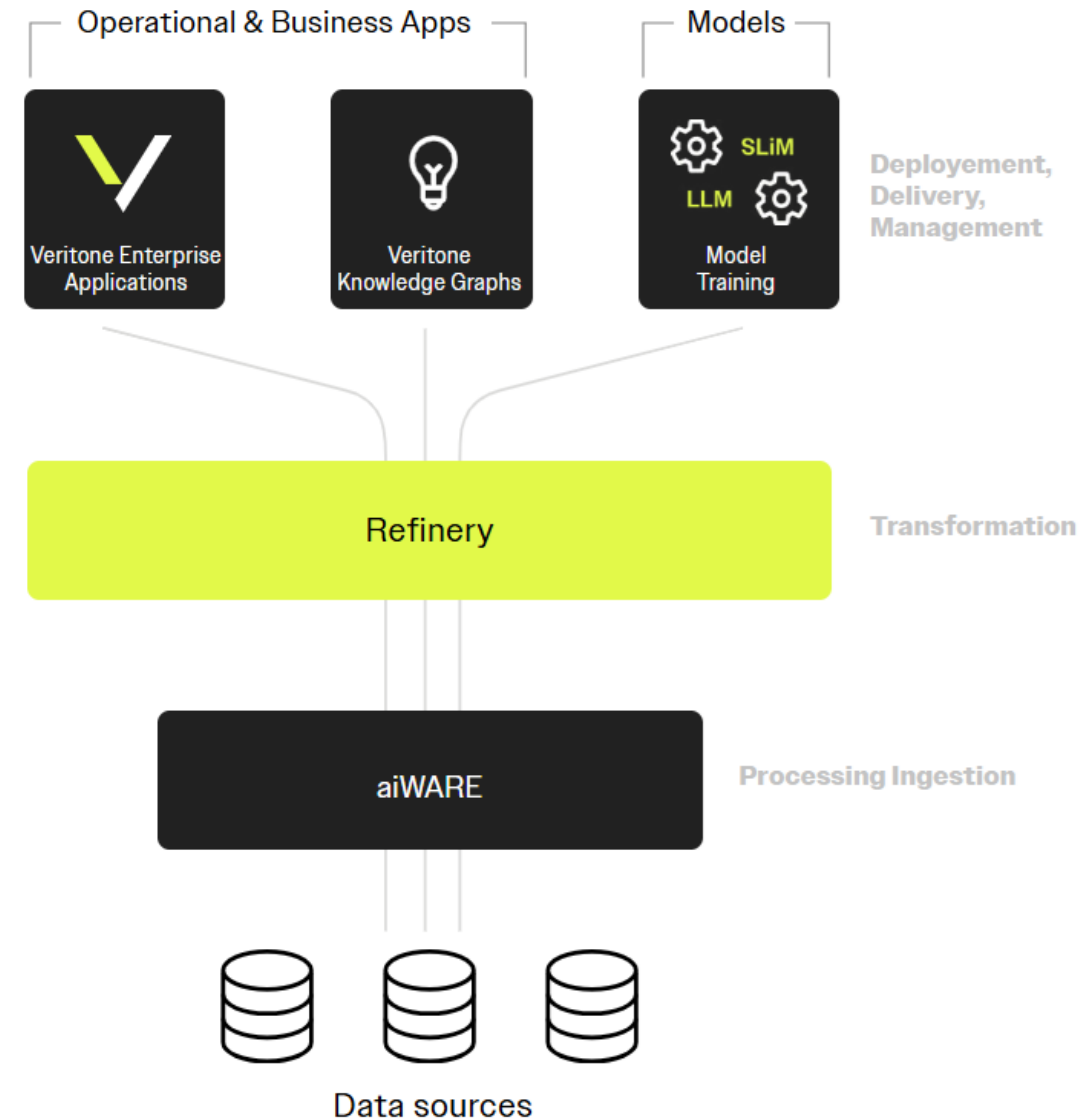 Operational & Business Apps
Models
Veritone Enterprise
Applications
Veritone
Knowledge Graphs
SLiM
LLM
Model
Training
Deployement,
Delivery,
Management
Refinery
Transformation
aiWARE
Processing Ingestion
Data sources